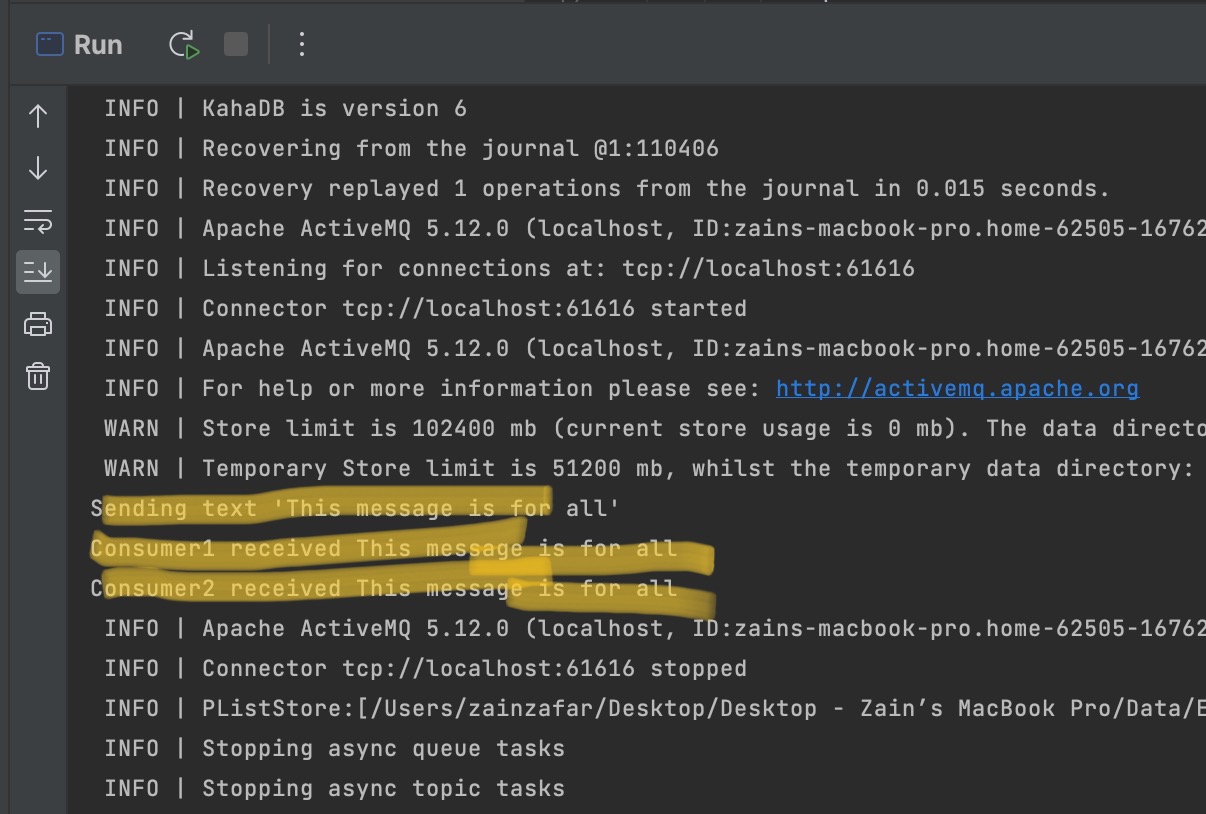 Run
INFO | KahaDB is version 6
INFO | Recovering from the journal @1:110406
INFO | Recovery replayed 1 operations from the journal in 0.015 seconds.
INFO | Apache ActiveMQ 5.12.0 (localhost, ID:zains-macbook-pro.home-62505-16762
INFO | Listening for connections at: tcp://localhost:61616
INFO | Connector tcp://localhost:61616 started
INFO | Apache ActiveMQ 5.12.0 (localhost, ID:zains-macbook-pro.home-62505-16762
INFO | For help or more information please see: http://activemq.apache.org
WARN | Store limit is 102400 mb (current store usage is 0 mb). The data directo
WARN | Temporary Store limit is 51200 mb, whilst the temporary data directory:
Sending text 'This message is for all'
Consumer1 received This message is for all
Consumer2 received This message is for all
INFO | Apache ActiveMQ 5.12.0 (localhost, ID:zains-macbook-pro.home-62505-16762
INFO | Connector tcp://localhost:61616 stopped
INFO | PListStore:[/Users/zainzafar/Desktop/Desktop - Zain’s MacBook Pro/Data/E
INFO | Stopping async queue tasks
INFO | Stopping async topic tasks